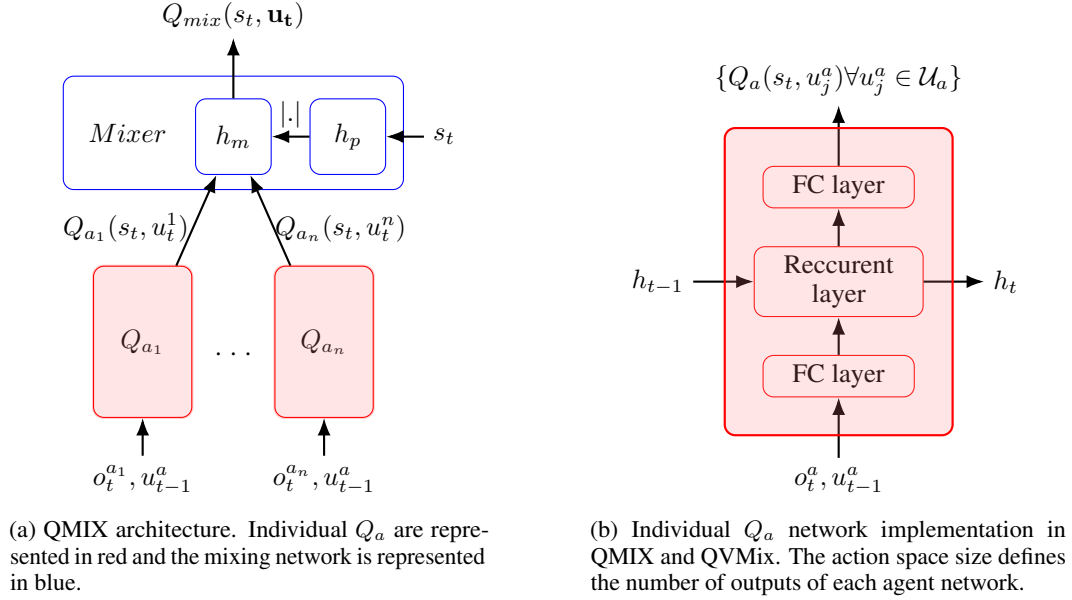 Q_{mix}(s_t, \mathbf{u_t})
Mixer
h_m
|.|
h_p
s_t
Q_{a_1}(s_t, u_t^1)
Q_{a_n}(s_t, u_t^n)
Q_{a_1}
. . .
Q_{a_n}
o_t^{a_1}, u_{t-1}^a
o_t^{a_n}, u_{t-1}^a
(a) QMIX architecture. Individual Q_a are repre-
sented in red and the mixing network is represented
in blue.
{Q_a(s_t, u_j^a)∀u_j^a ∈ \mathcal{U}_a}
FC layer
h_{t-1}
Reccurent
layer
h_t
FC layer
o_t^a, u_{t-1}^a
(b) Individual Q_a network implementation in
QMIX and QVMix. The action space size defines
the number of outputs of each agent network.